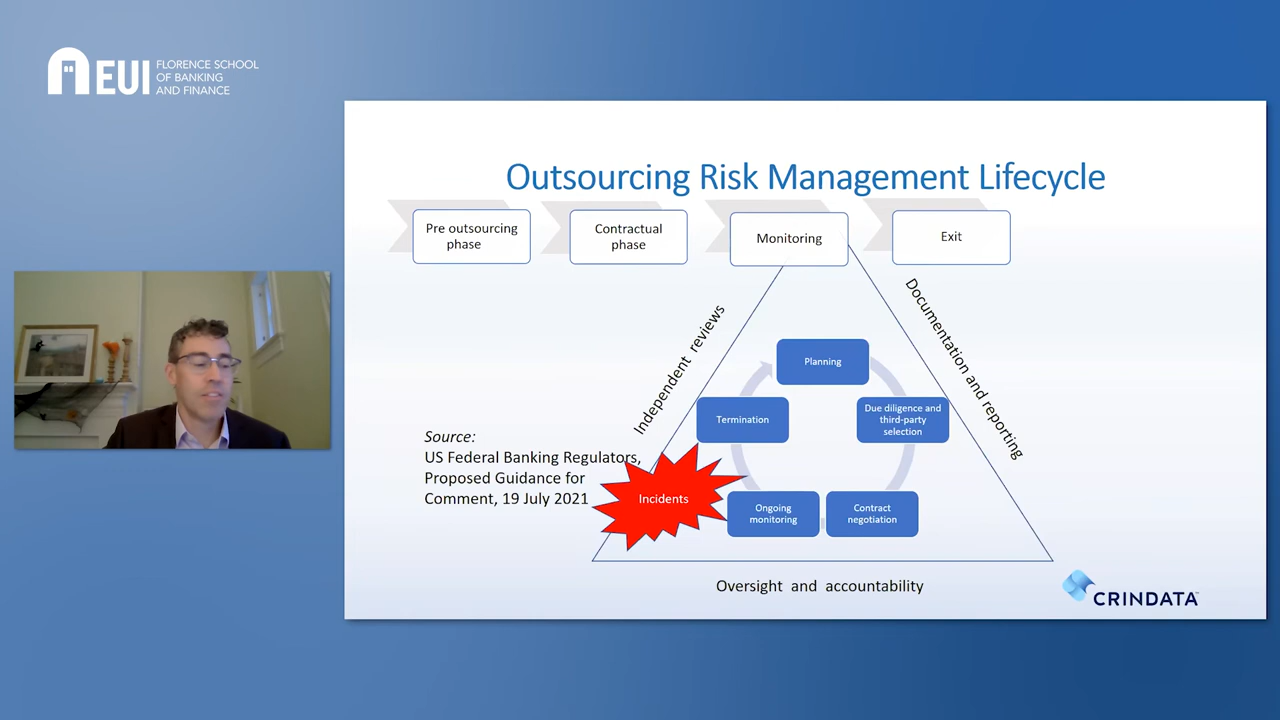 EUI
FLORENCE SCHOOL
OF BANKING
AND FINANCE
Outsourcing Risk Management Lifecycle
Pre outsourcing
phase
Contractual
phase
Monitoring
Exit
Independent reviews
Documentation and reporting
Planning
Due diligence and
third-party
selection
Contract
negotiation
Ongoing
monitoring
Termination
Incidents
Source:
US Federal Banking Regulators,
Proposed Guidance for
Comment, 19 July 2021
Oversight and accountability
CRINDATA